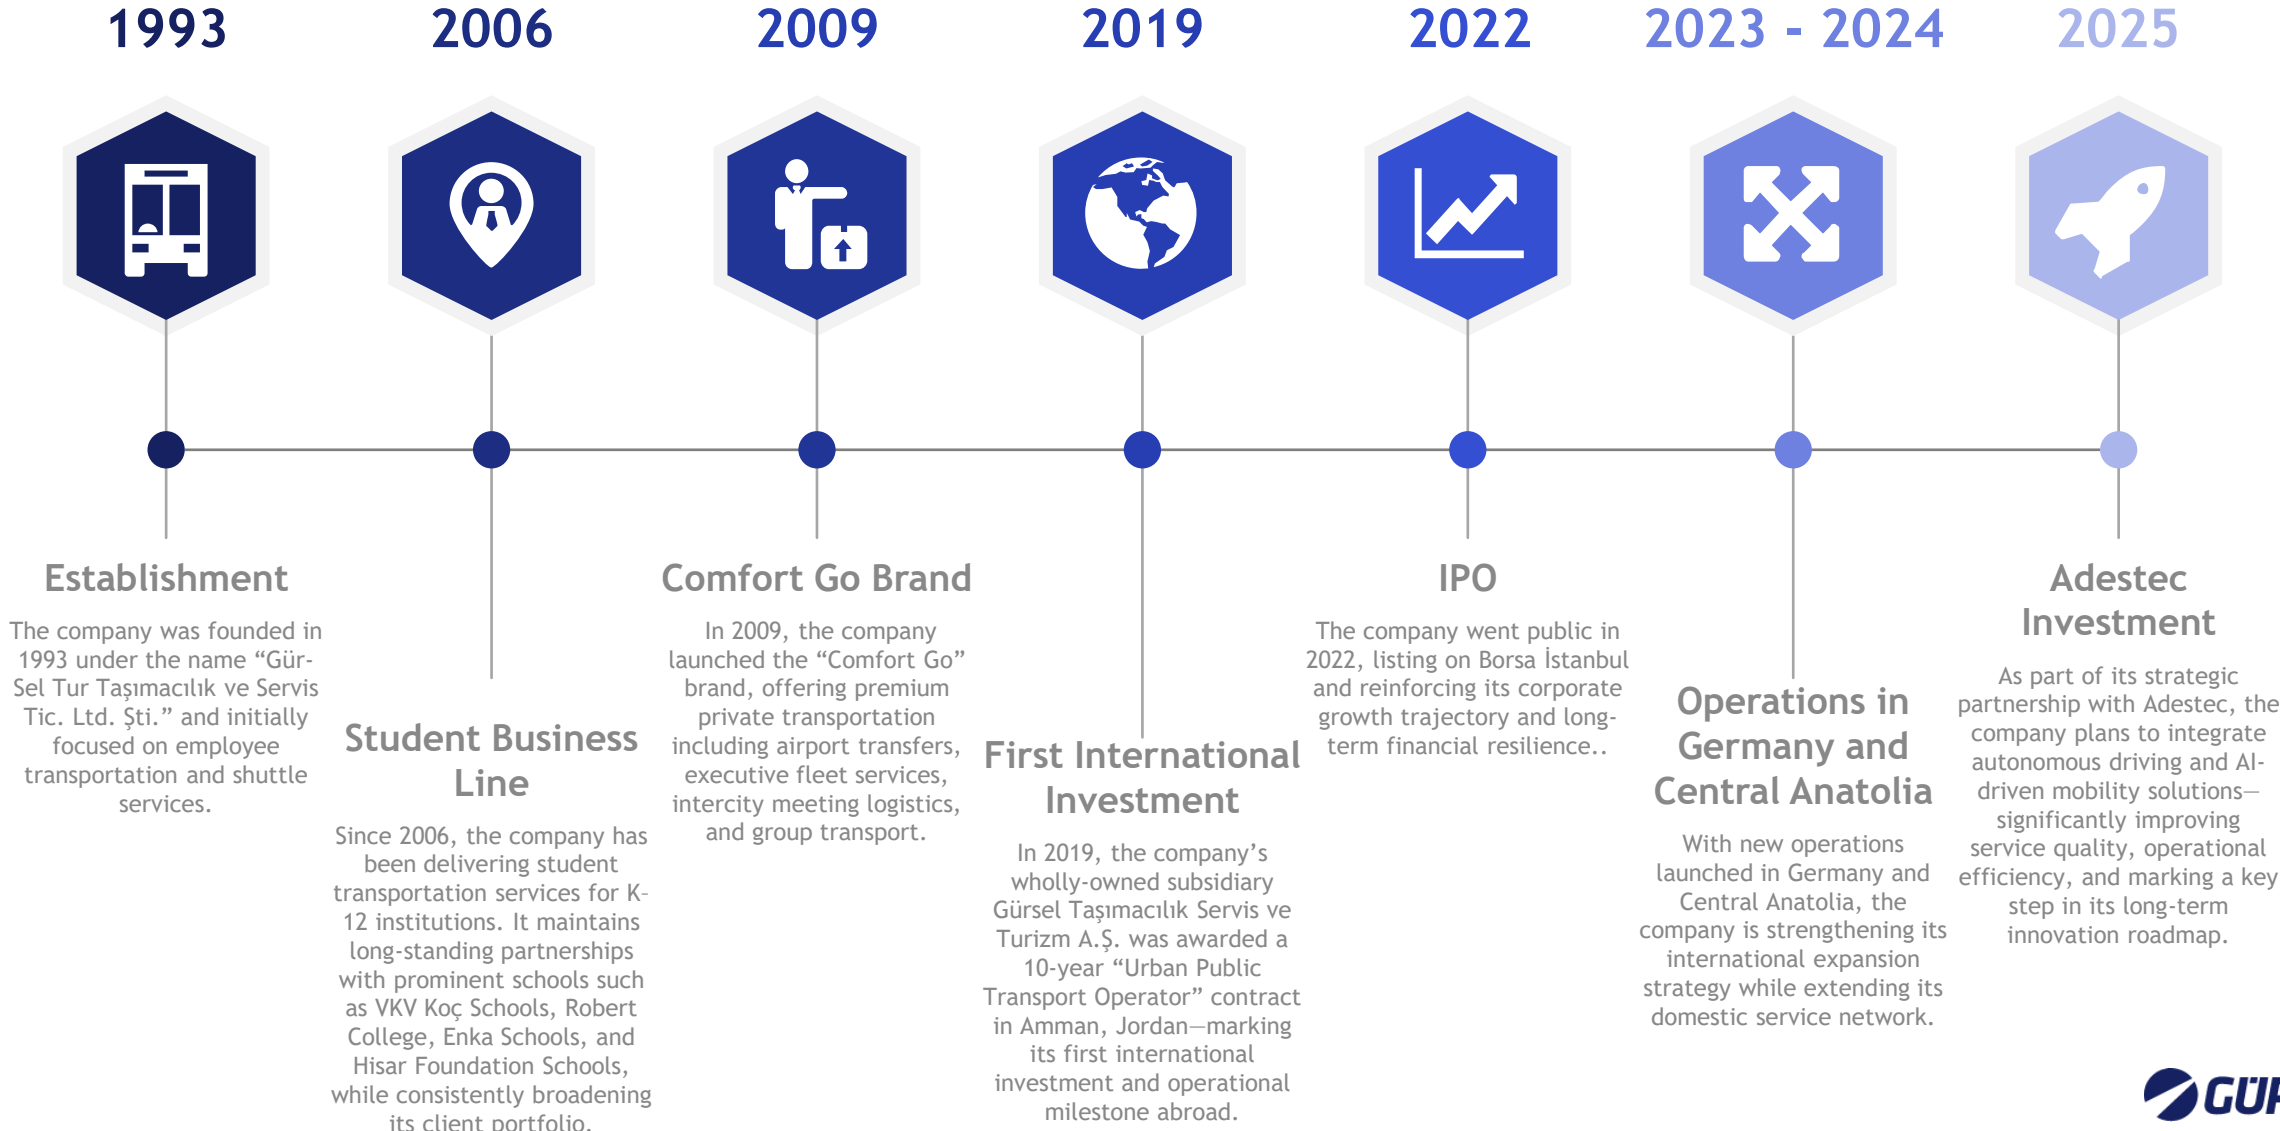 1993
2006
2009
2019
2022
2023 - 2024
2025
Establishment
The company was founded in
1993 under the name “Gür-
Sel Tur Taşımacılık ve Servis
Tic. Ltd. Şti.” and initially
focused on employee
transportation and shuttle
services.
Student Business
Line
Since 2006, the company has
been delivering student
transportation services for K-
12 institutions. It maintains
long-standing partnerships
with prominent schools such
as VKV Koç Schools, Robert
College, Enka Schools, and
Hisar Foundation Schools,
while consistently broadening
its client portfolio.
Comfort Go Brand
In 2009, the company
launched the “Comfort Go”
brand, offering premium
private transportation
including airport transfers,
executive fleet services,
intercity meeting logistics,
and group transport.
First International
Investment
In 2019, the company’s
wholly-owned subsidiary
Gürsel Taşımacılık Servis ve
Turizm A.Ş. was awarded a
10-year “Urban Public
Transport Operator” contract
in Amman, Jordan—marking
its first international
investment and operational
milestone abroad.
IPO
The company went public in
2022, listing on Borsa İstanbul
and reinforcing its corporate
growth trajectory and long-
term financial resilience..
Operations in
Germany and
Central Anatolia
With new operations
launched in Germany and
Central Anatolia, the
company is strengthening its
international expansion
strategy while extending its
domestic service network.
Adestec
Investment
As part of its strategic
partnership with Adestec, the
company plans to integrate
autonomous driving and AI-
driven mobility solutions—
significantly improving
service quality, operational
efficiency, and marking a key
step in its long-term
innovation roadmap.